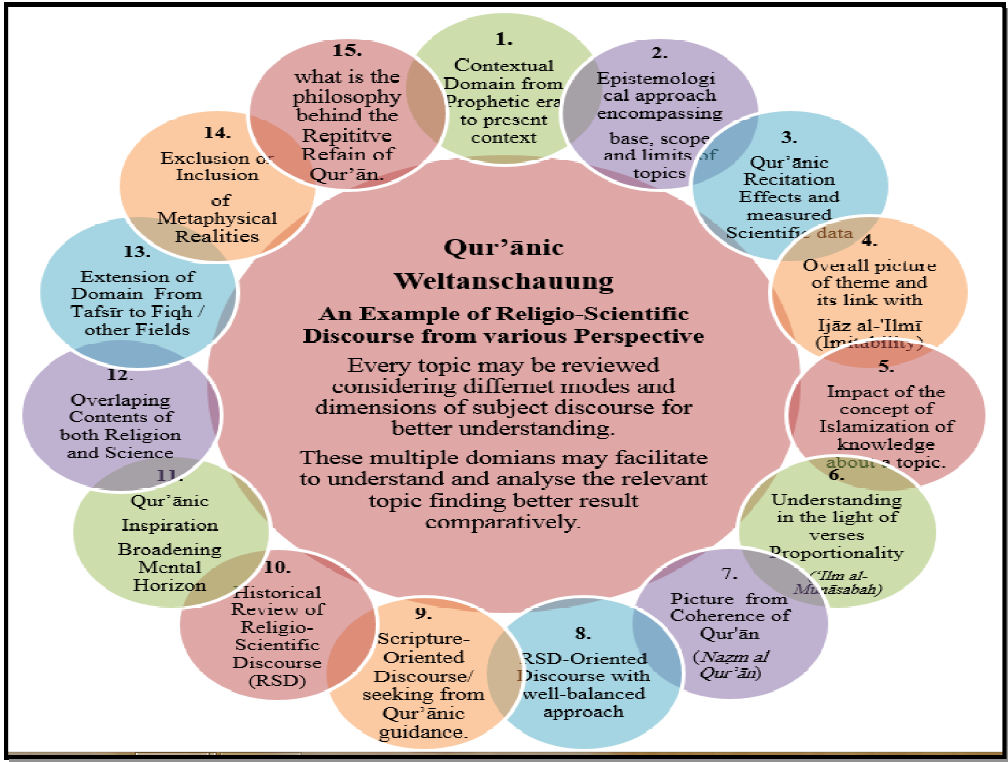 Qur’ānic
Weltanschauung
An Example of Religio-Scientific
Discourse from various Perspective
Every topic may be reviewed
considering differnet modes and
dimensions of subject discourse for
better understanding.
These multiple domians may facilitate
to understand and analyse the relevant
topic finding better result
comparatively.
1.
Contextual
Domain from
Prophetic era
to present
context
2.
Epistemologi
cal approach
encompassing
base, scope
and limits of
topics
3.
Qur’ānic
Recitation
Effects and
measured
Scientific data
4.
Overall picture
of theme and
its link with
Ijāz al-'Ilmī
(Imitability)
5.
Impact of the
concept of
Islamization of
knowledge
about a topic.
6.
Understanding
in the light of
verses
Proportionality
(‘Ilm al-
Munāsabah)
7.
Picture from
Coherence of
Qur'ān
(Naẓm al
Qur’ān)
8.
RSD-Oriented
Discourse with
well-balanced
approach
9.
Scripture-
Oriented
Discourse/
seeking from
Qur’ānic
guidance.
10.
Historical
Review of
Religio-
Scientific
Discourse
(RSD)
11.
Qur’ānic
Inspiration
Broadening
Mental
Horizon
12.
Overlaping
Contents of
both Religion
and Science
13.
Extension of
Domain From
Tafsīr to Fiqh /
other Fields
14.
Exclusion or
Inclusion
of
Metaphysical
Realities
15.
what is the
philosophy
behind the
Repititve
Refain of
Qur’ān.